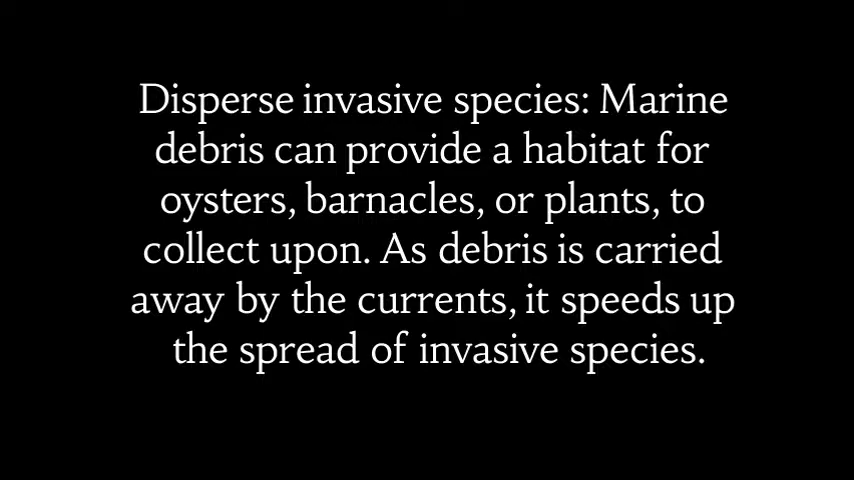 Disperse invasive species: Marine
debris can provide a habitat for
oysters, barnacles, or plants, to
collect upon. As debris is carried
away by the currents, it speeds up
the spread of invasive species.